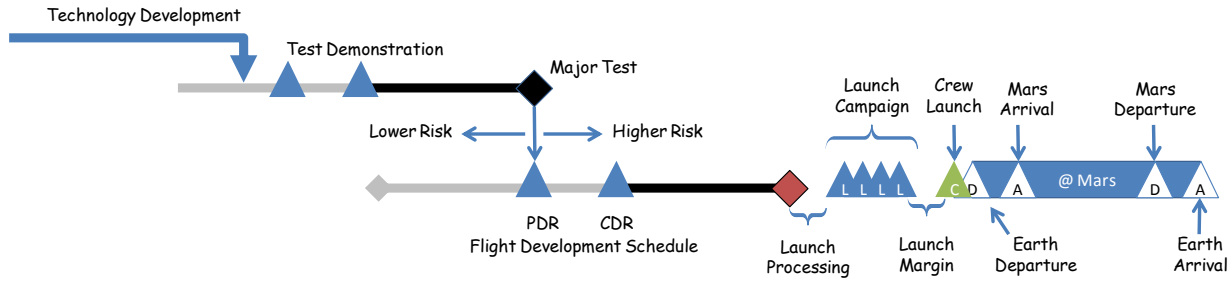 Technology Development
Test Demonstration
Major Test
Lower Risk
Higher Risk
Launch
Campaign
Crew
Launch
Mars
Arrival
Mars
Departure
L L L L
C D A @ Mars D A
PDR CDR
Flight Development Schedule
Launch
Processing
Launch
Margin
Earth
Departure
Earth
Arrival